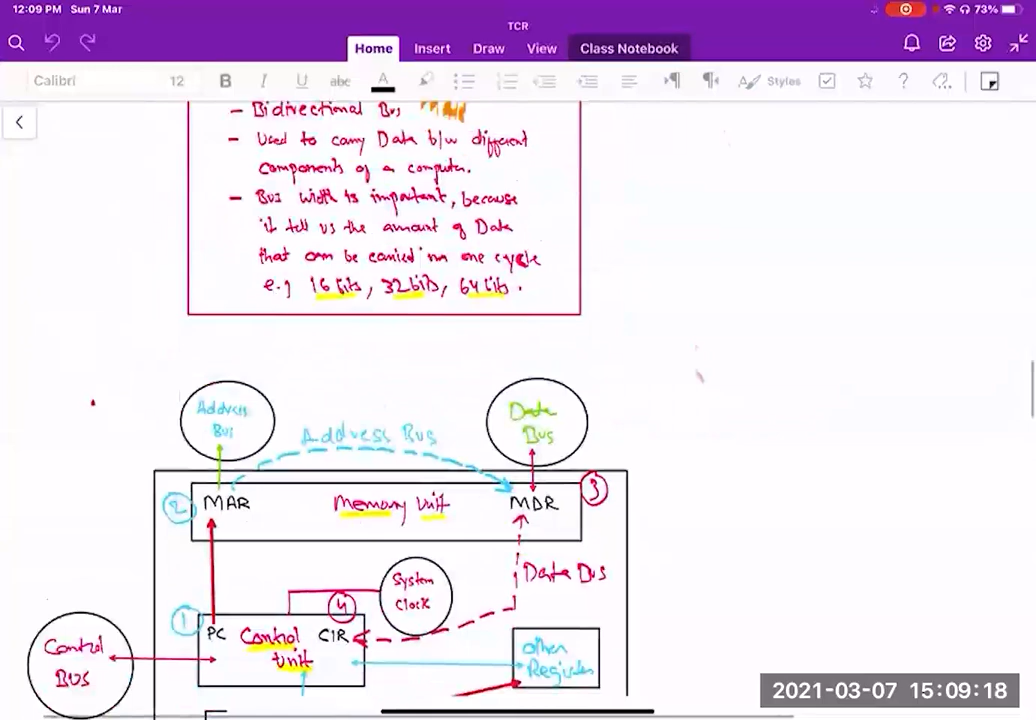 12:09 PM Sun 7 Mar
73%
TCR
Home Insert Draw View Class Notebook
Calibri 12 B I U abc A Styles ?
- Bidirectional Bus
- Used to carry Data b/w different
components of a computer.
- Bus width is important, because
it tell us the amount of Data
that can be carried in one cycle
e.g 16 bits, 32 bits, 64 bits.
Address
Bus
Address Bus
Data
Bus
2 MAR Memory Unit MDR 3
System
Clock
Data Bus
4
1 PC Control CIR
Unit
Control
BUS
other
Register
2021-03-07 15:09:18